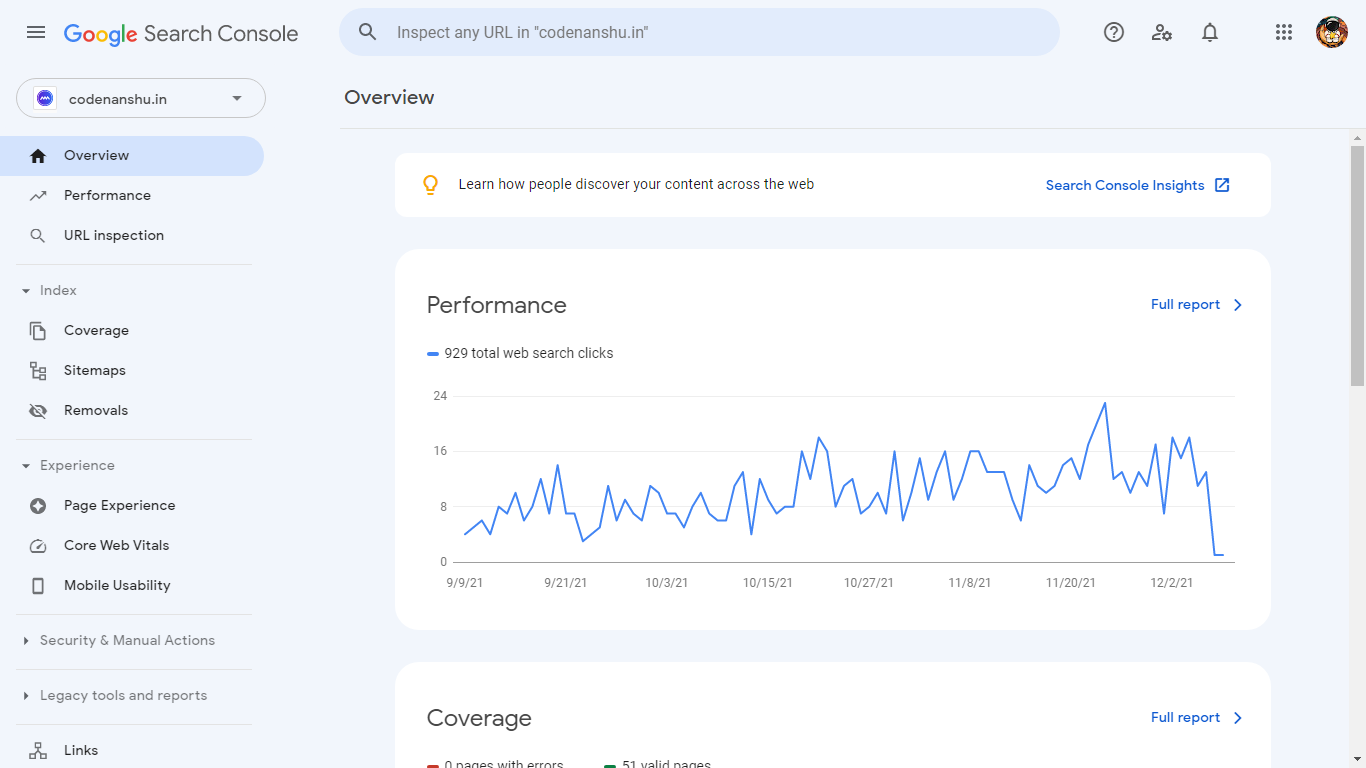 Google Search Console
Inspect any URL in "codenanshu.in"
codenanshu.in
Overview
Performance
URL inspection
Index
Coverage
Sitemaps
Removals
Experience
Page Experience
Core Web Vitals
Mobile Usability
Security & Manual Actions
Legacy tools and reports
Links
Overview
Learn how people discover your content across the web
Search Console Insights
Performance
Full report
929 total web search clicks
24
16
8
0
9/9/21 9/21/21 10/3/21 10/15/21 10/27/21 11/8/21 11/20/21 12/2/21
Coverage
Full report
0 pages with errors 51 valid pages